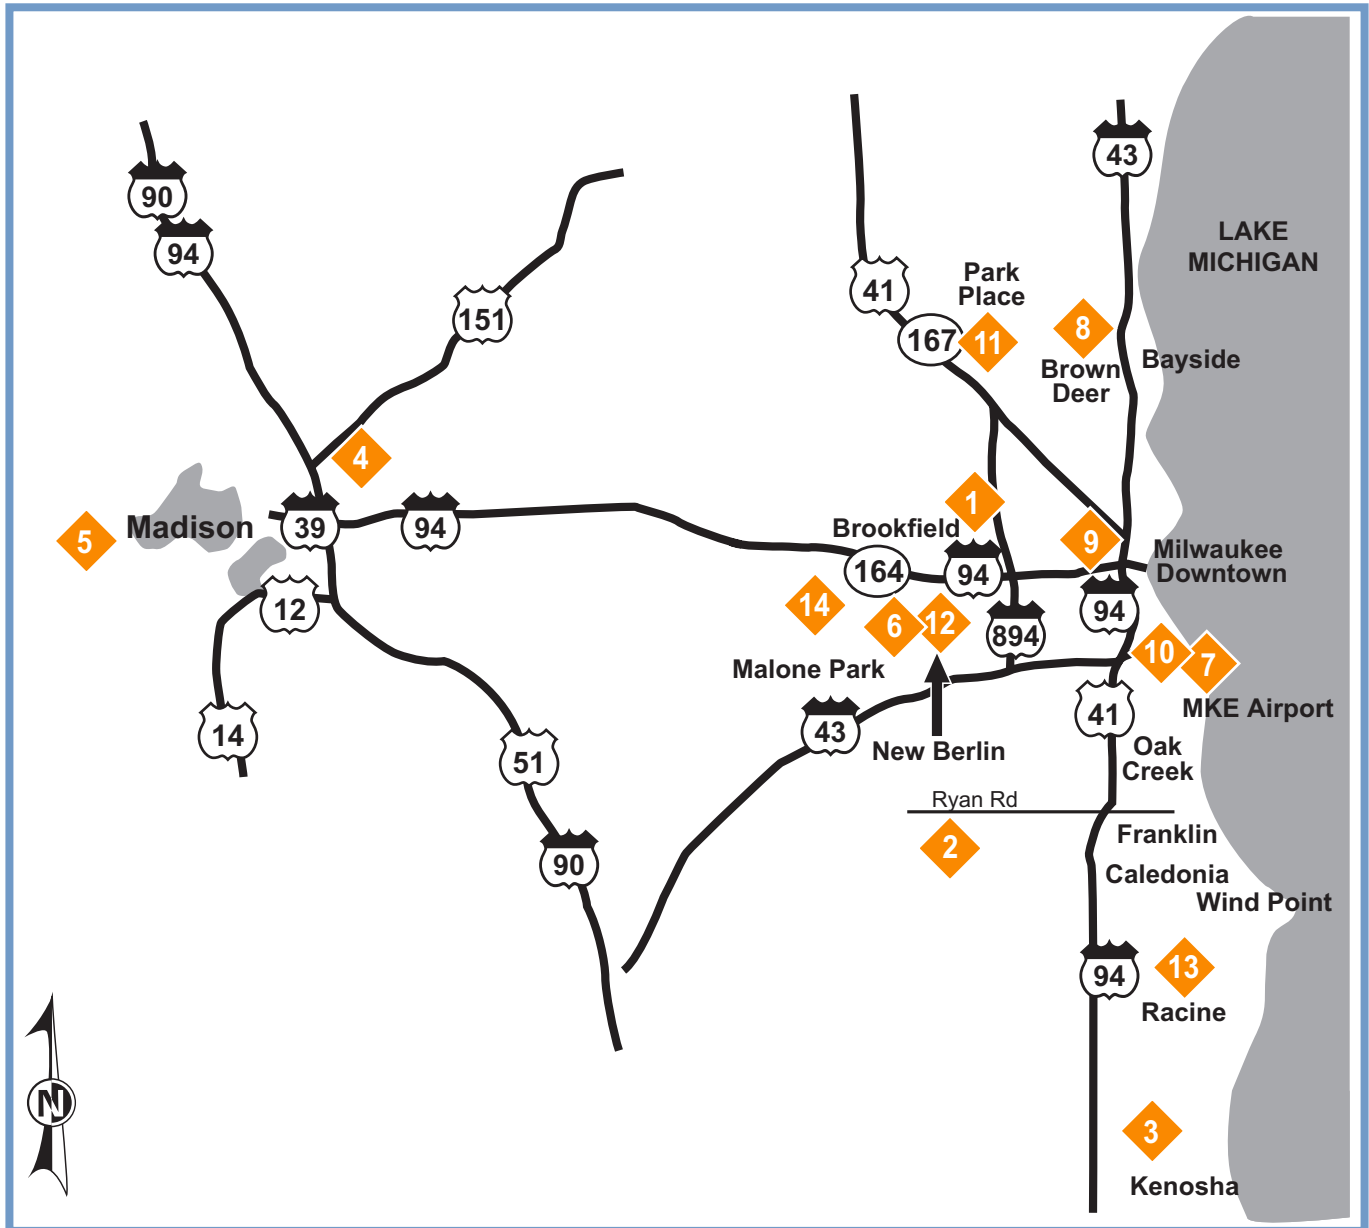 43
90
LAKE
MICHIGAN
94
Park
Place
41
151
8
167
11
Brown
Deer
Bayside
4
1
Madison
5
39
94
Brookfield
9
Milwaukee
Downtown
164
94
12
14
6
12
894
94
10
7
Malone Park
MKE Airport
14
43
41
New Berlin
Oak
Creek
51
Ryan Rd
2
Franklin
90
Caledonia
Wind Point
94
13
Racine
N
3
Kenosha